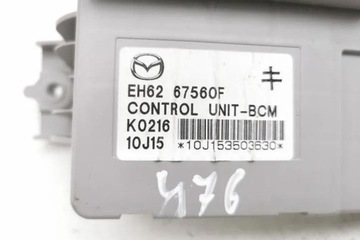 EH62 67560F
CONTROL UNIT-BCM
K0216
10J15 *10J153503630*
476